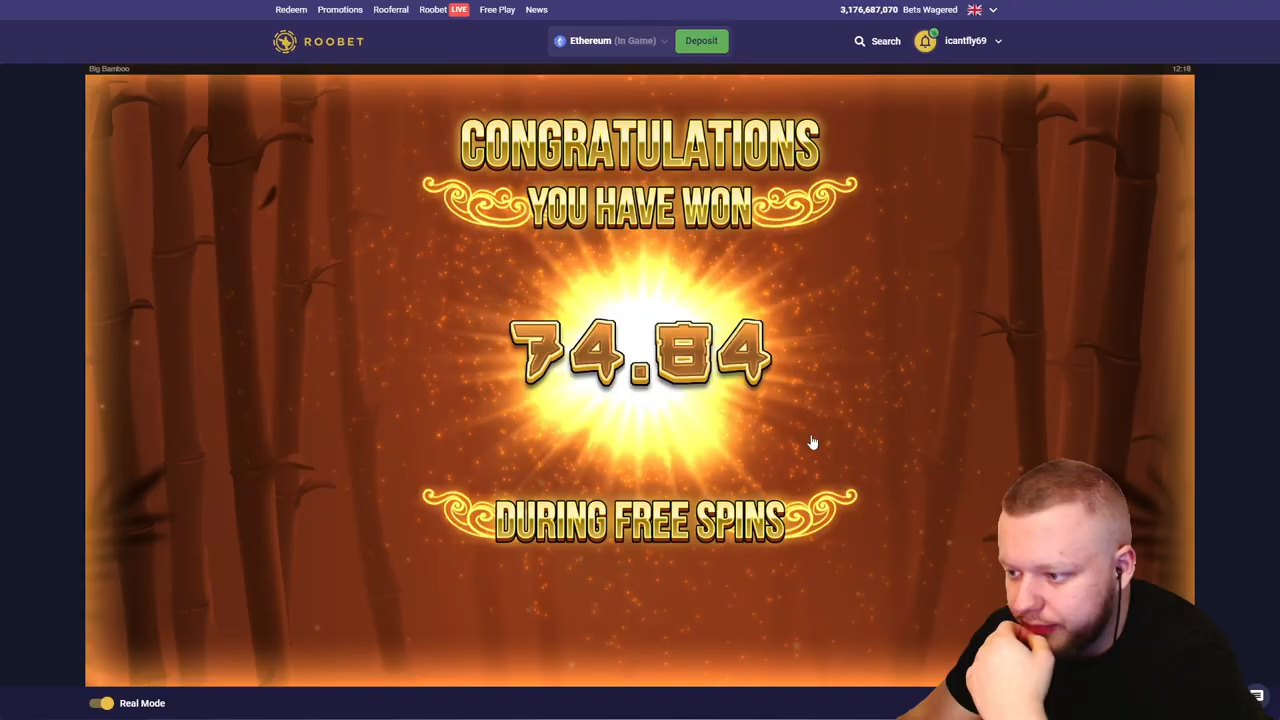 Redeem Promotions Rooferral Roobet LIVE Free Play News 3,176,687,070 Bets Wagered
ROOBET Ethereum (In Game) Deposit Search icantfly69
Big Bamboo 12:18
CONGRATULATIONS
YOU HAVE WON
74.84
DURING FREE SPINS
Real Mode